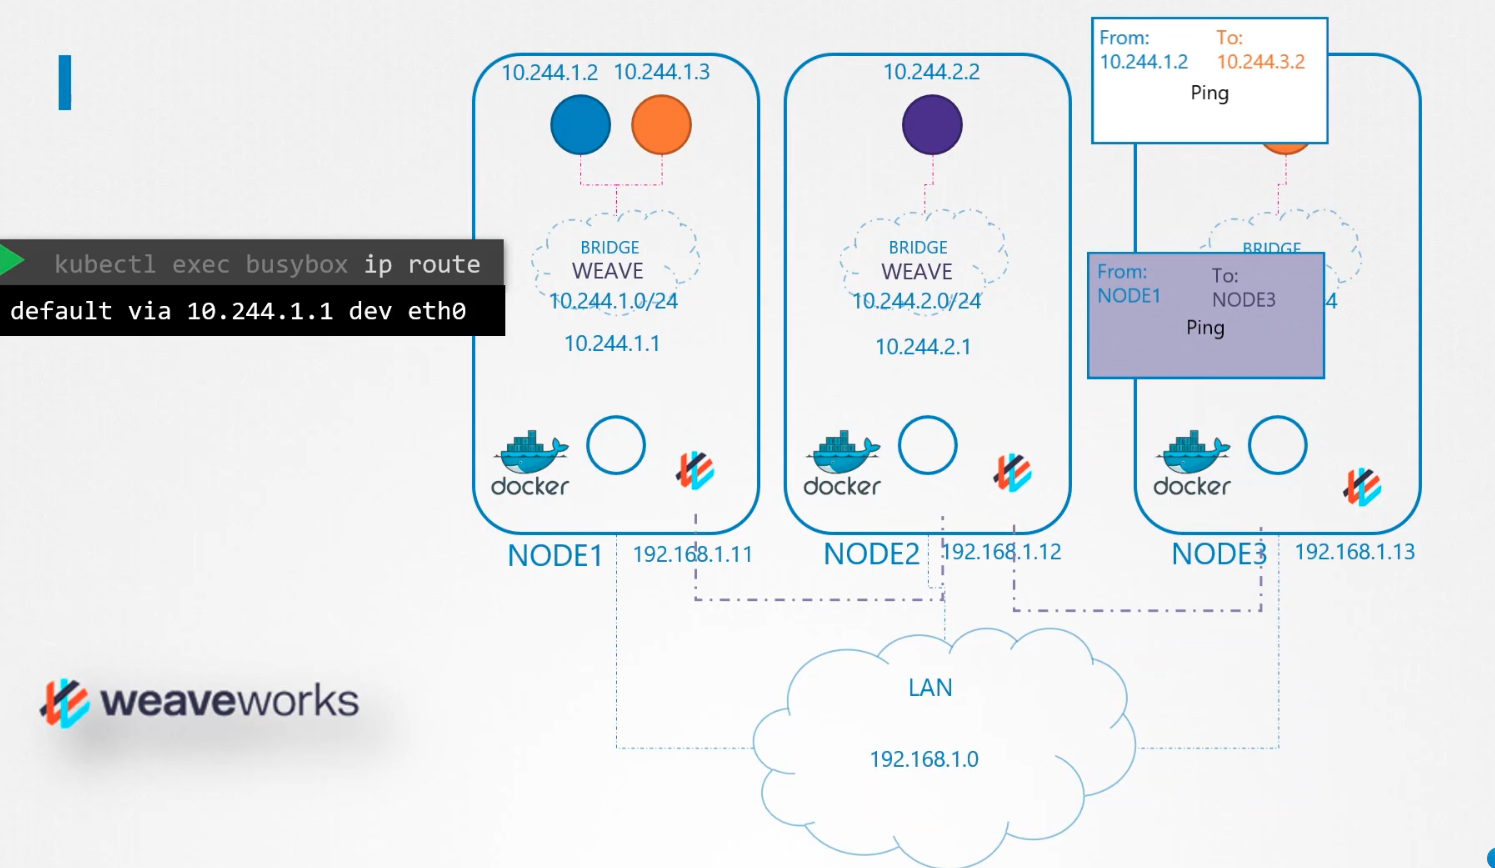 From: To:
10.244.1.2 10.244.3.2
Ping
10.244.1.2 10.244.1.3
10.244.2.2
kubectl exec busybox ip route
default via 10.244.1.1 dev eth0
BRIDGE
WEAVE
10.244.1.0/24
10.244.1.1
BRIDGE
WEAVE
10.244.2.0/24
10.244.2.1
BRIDGE
From: To:
NODE1 NODE3
Ping
4
docker
docker
docker
NODE1 192.168.1.11
NODE2 192.168.1.12
NODE3 192.168.1.13
weaveworks
LAN
192.168.1.0